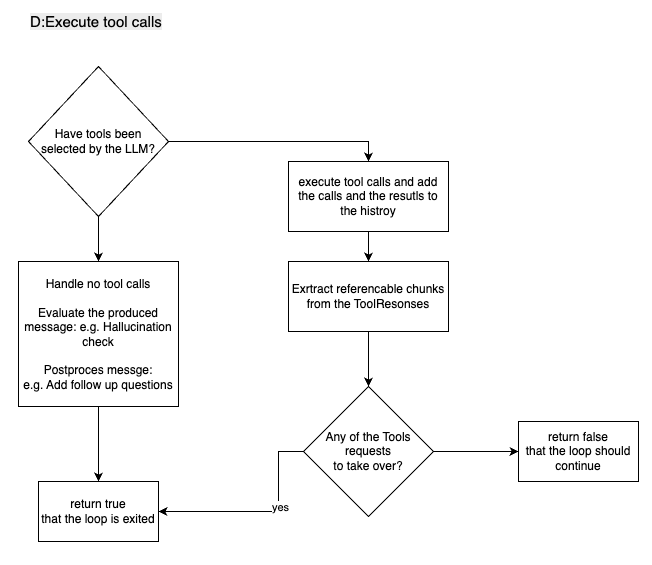 D:Execute tool calls
Have tools been
selected by the LLM?
execute tool calls and add
the calls and the resutls to
the histroy
Handle no tool calls
Evaluate the produced
message: e.g. Hallucination
check
Postproces messge:
e.g. Add follow up questions
Exrtract referencable chunks
from the ToolResonses
Any of the Tools
requests
to take over?
return false
that the loop should
continue
return true
that the loop is exited
yes